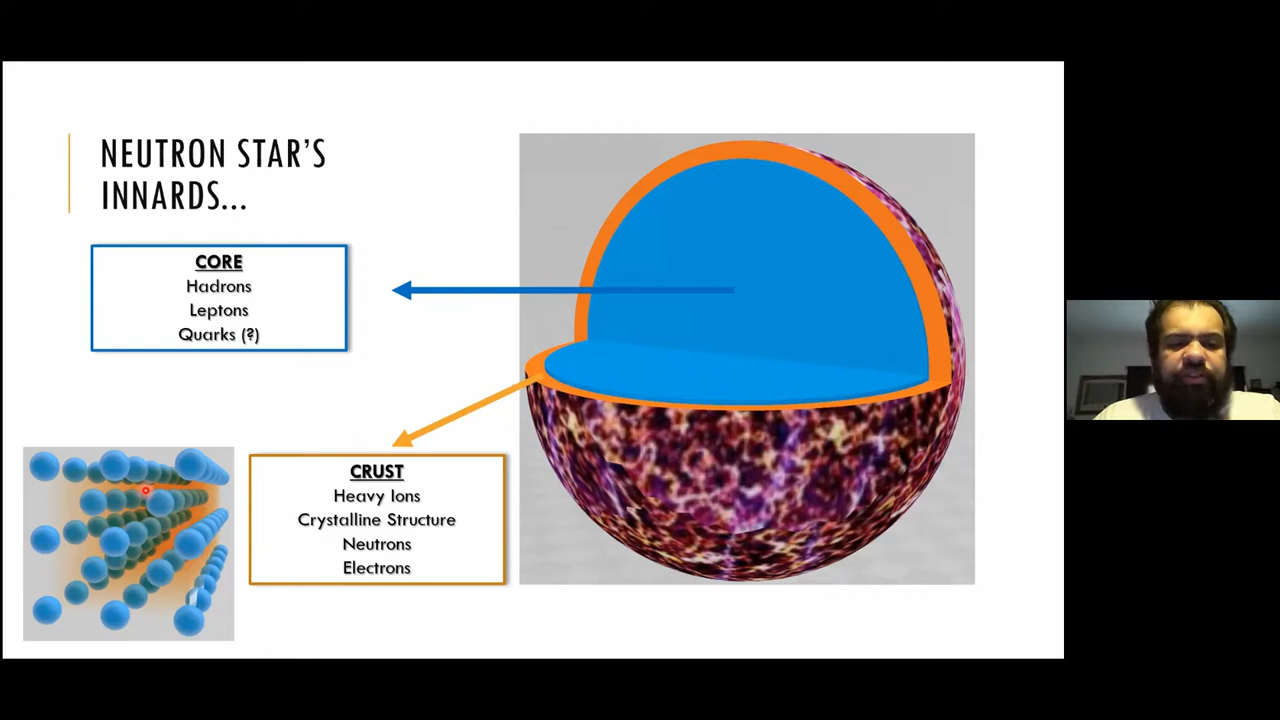 NEUTRON STAR'S
INNARDS...
CORE
Hadrons
Leptons
Quarks (?)
CRUST
Heavy Ions
Crystalline Structure
Neutrons
Electrons